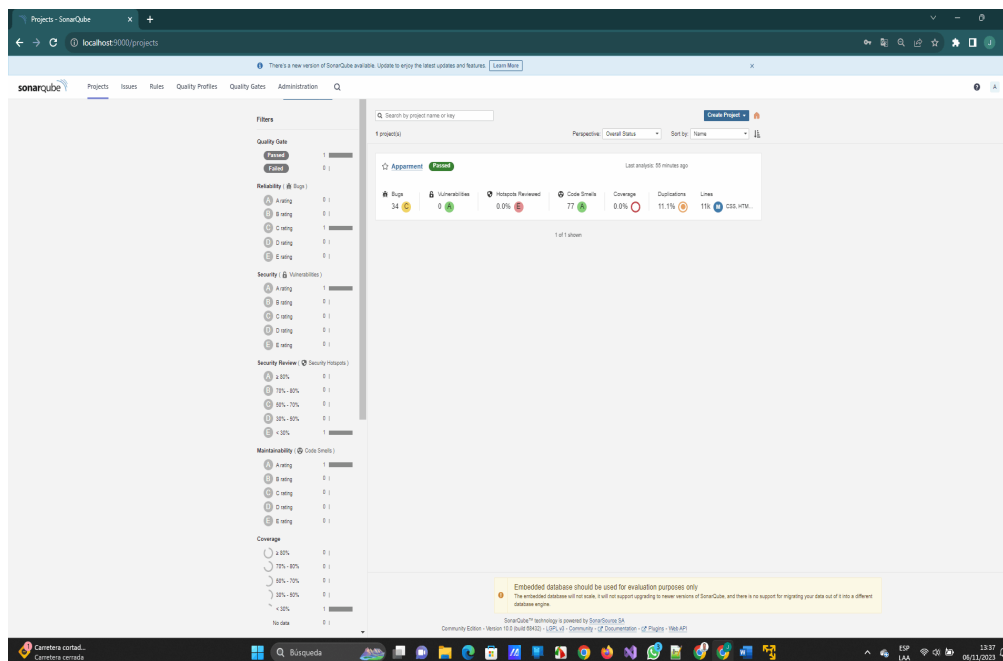 Projects - SonarQube
localhost:9000/projects
There's a new version of SonarQube available. Update to enjoy the latest updates and features. Learn More
sonarqube Projects Issues Rules Quality Profiles Quality Gates Administration
Filters
Quality Gate
Passed 1
Failed 0
Reliability ( Bugs )
A A rating 0
B B rating 0
C C rating 1
D D rating 0
E E rating 0
Security ( Vulnerabilities )
A A rating 1
B B rating 0
C C rating 0
D D rating 0
E E rating 0
Security Review ( Security Hotspots )
A ≥ 80% 0
B 70% - 80% 0
C 50% - 70% 0
D 30% - 50% 0
E < 30% 1
Maintainability ( Code Smells )
A A rating 1
B B rating 0
C C rating 0
D D rating 0
E E rating 0
Coverage
≥ 80% 0
70% - 80% 0
50% - 70% 0
30% - 50% 0
< 30% 1
No data 0
Search by project name or key
Create Project
1 project(s)
Perspective: Overall Status Sort by: Name
Apparment Passed Last analysis: 55 minutes ago
Bugs Vulnerabilities Hotspots Reviewed Code Smells Coverage Duplications Lines
34 C 0 A 0.0% E 77 A 0.0% 11.1% 11k M CSS, HTM...
1 of 1 shown
Embedded database should be used for evaluation purposes only
The embedded database will not scale, it will not support upgrading to newer versions of SonarQube, and there is no support for migrating your data out of it into a different
database engine.
SonarQube™ technology is powered by SonarSource SA
Community Edition - Version 10.0 (build 68432) - LGPL v3 - Community - Documentation - Plugins - Web API
Carretera cortad...
Carretera cerrada
Búsqueda
ESP
LAA
13:37
06/11/2023